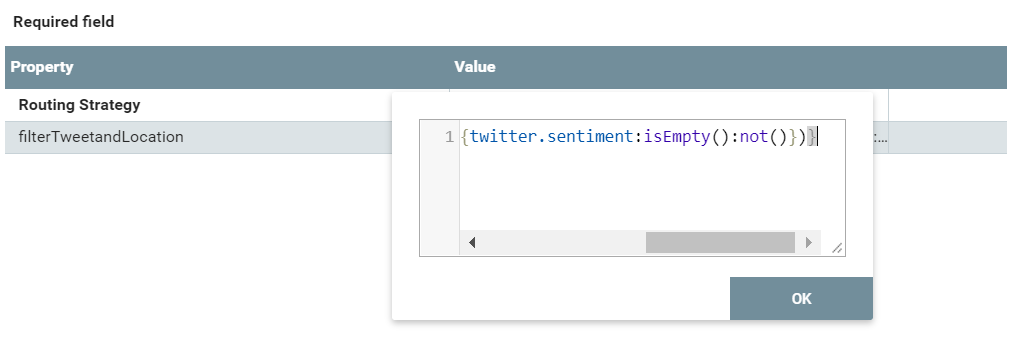 Required field
Property Value
Routing Strategy
filterTweetandLocation :...
1 {twitter.sentiment:isEmpty():not()})}
OK